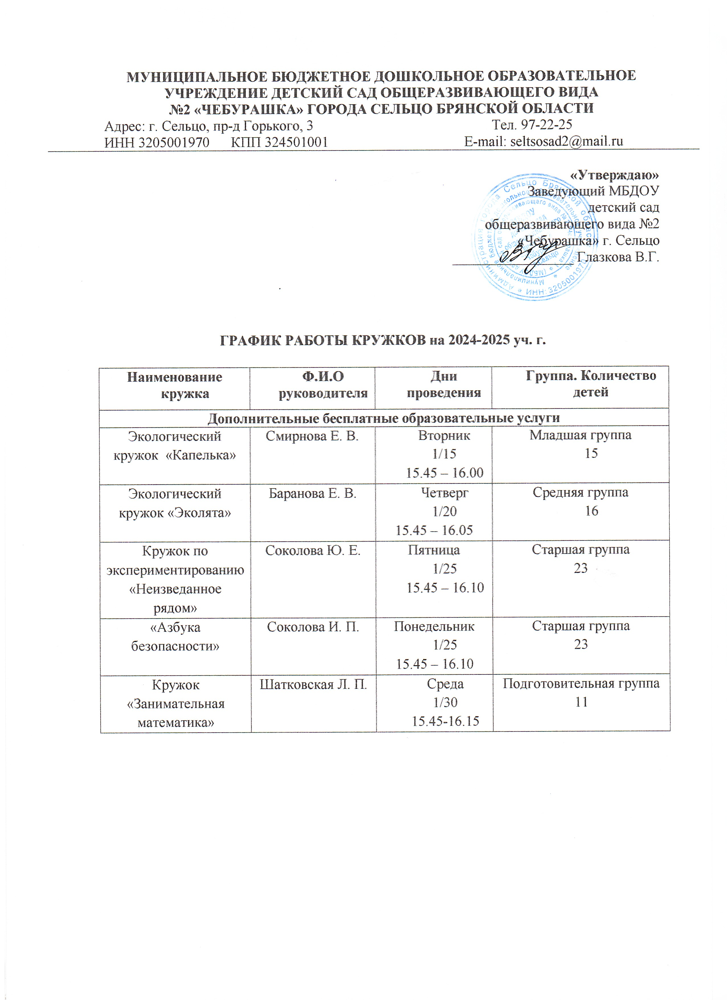 МУНИЦИПАЛЬНОЕ БЮДЖЕТНОЕ ДОШКОЛЬНОЕ ОБРАЗОВАТЕЛЬНОЕ
УЧРЕЖДЕНИЕ ДЕТСКИЙ САД ОБЩЕРАЗВИВАЮЩЕГО ВИДА
№2 «ЧЕБУРАШКА» ГОРОДА СЕЛЬЦО БРЯНСКОЙ ОБЛАСТИ
Адрес: г. Сельцо, пр-д Горького, 3 Тел. 97-22-25
ИНН 3205001970 КПП 324501001 E-mail: seltsosad2@mail.ru
«Утверждаю»
Заведующий МБДОУ
детский сад
общеразвивающего вида №2
«Чебурашка» г. Сельцо
Глазкова В.Г.
Администрация города Сельцо Брянской области * ИНН: 3205001970
ГРАФИК РАБОТЫ КРУЖКОВ на 2024-2025 уч. г.
Наименование
кружка
Ф.И.О
руководителя
Дни
проведения
Группа. Количество
детей
Дополнительные бесплатные образовательные услуги
Экологический
кружок «Капелька»
Смирнова Е. В.
Вторник
1/15
15.45 – 16.00
Младшая группа
15
Экологический
кружок «Эколята»
Баранова Е. В.
Четверг
1/20
15.45 – 16.05
Средняя группа
16
Кружок по
экспериментированию
«Неизведанное
рядом»
Соколова Ю. Е.
Пятница
1/25
15.45 – 16.10
Старшая группа
23
«Азбука
безопасности»
Соколова И. П.
Понедельник
1/25
15.45 – 16.10
Старшая группа
23
Кружок
«Занимательная
математика»
Шатковская Л. П.
Среда
1/30
15.45-16.15
Подготовительная группа
11